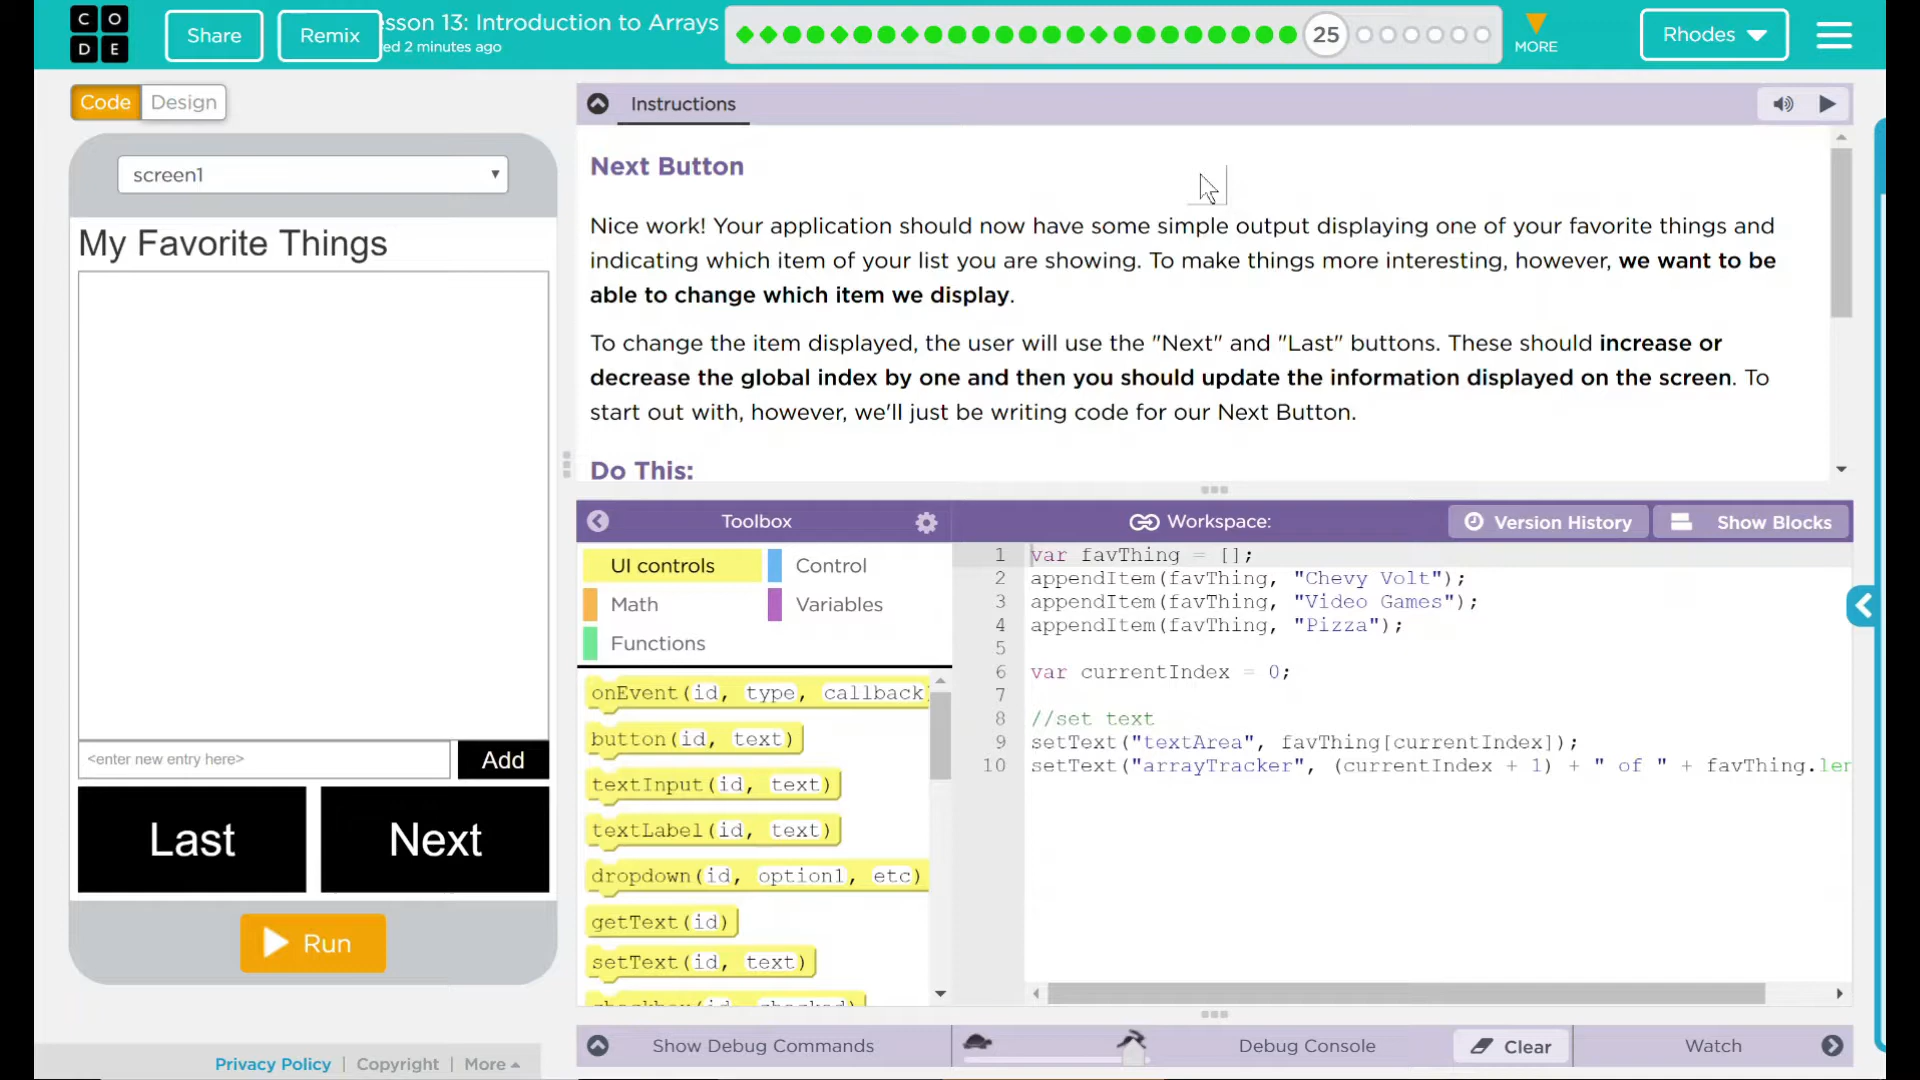 C O
D E
Share
Remix
esson 13: Introduction to Arrays
ed 2 minutes ago
25
MORE
Rhodes
Code
Design
screen1
My Favorite Things
<enter new entry here>
Add
Last
Next
Run
Privacy Policy | Copyright | More
Instructions
Next Button
Nice work! Your application should now have some simple output displaying one of your favorite things and
indicating which item of your list you are showing. To make things more interesting, however, we want to be
able to change which item we display.
To change the item displayed, the user will use the "Next" and "Last" buttons. These should increase or
decrease the global index by one and then you should update the information displayed on the screen. To
start out with, however, we'll just be writing code for our Next Button.
Do This:
Toolbox
UI controls
Control
Math
Variables
Functions
onEvent(id, type, callback)
button(id, text)
textInput(id, text)
textLabel(id, text)
dropdown(id, option1, etc)
getText(id)
setText(id, text)
Workspace:
Version History
Show Blocks
1 var favThing = [];
2 appendItem(favThing, "Chevy Volt");
3 appendItem(favThing, "Video Games");
4 appendItem(favThing, "Pizza");
5
6 var currentIndex = 0;
7
8 //set text
9 setText("textArea", favThing[currentIndex]);
10 setText("arrayTracker", (currentIndex + 1) + " of " + favThing.len
Show Debug Commands
Debug Console
Clear
Watch